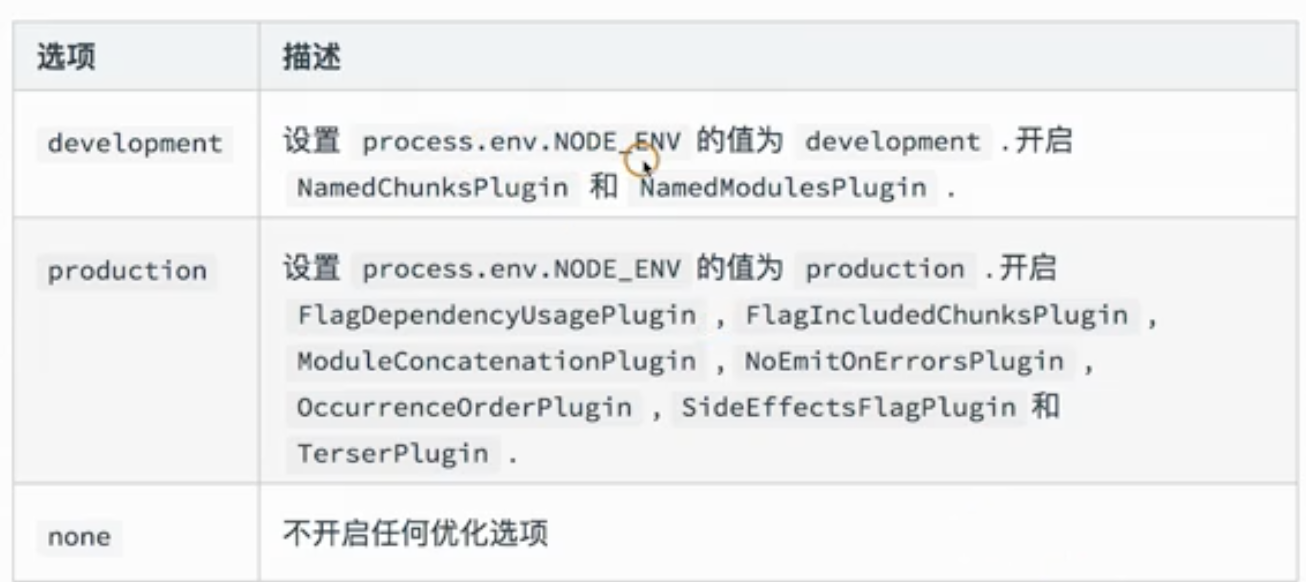 选项 描述
development 设置 process.env.NODE_ENV 的值为 development .开启
NamedChunksPlugin 和 NamedModulesPlugin .
production 设置 process.env.NODE_ENV 的值为 production .开启
FlagDependencyUsagePlugin , FlagIncludedChunksPlugin ,
ModuleConcatenationPlugin , NoEmitOnErrorsPlugin ,
OccurrenceOrderPlugin , SideEffectsFlagPlugin 和
TerserPlugin .
none 不开启任何优化选项